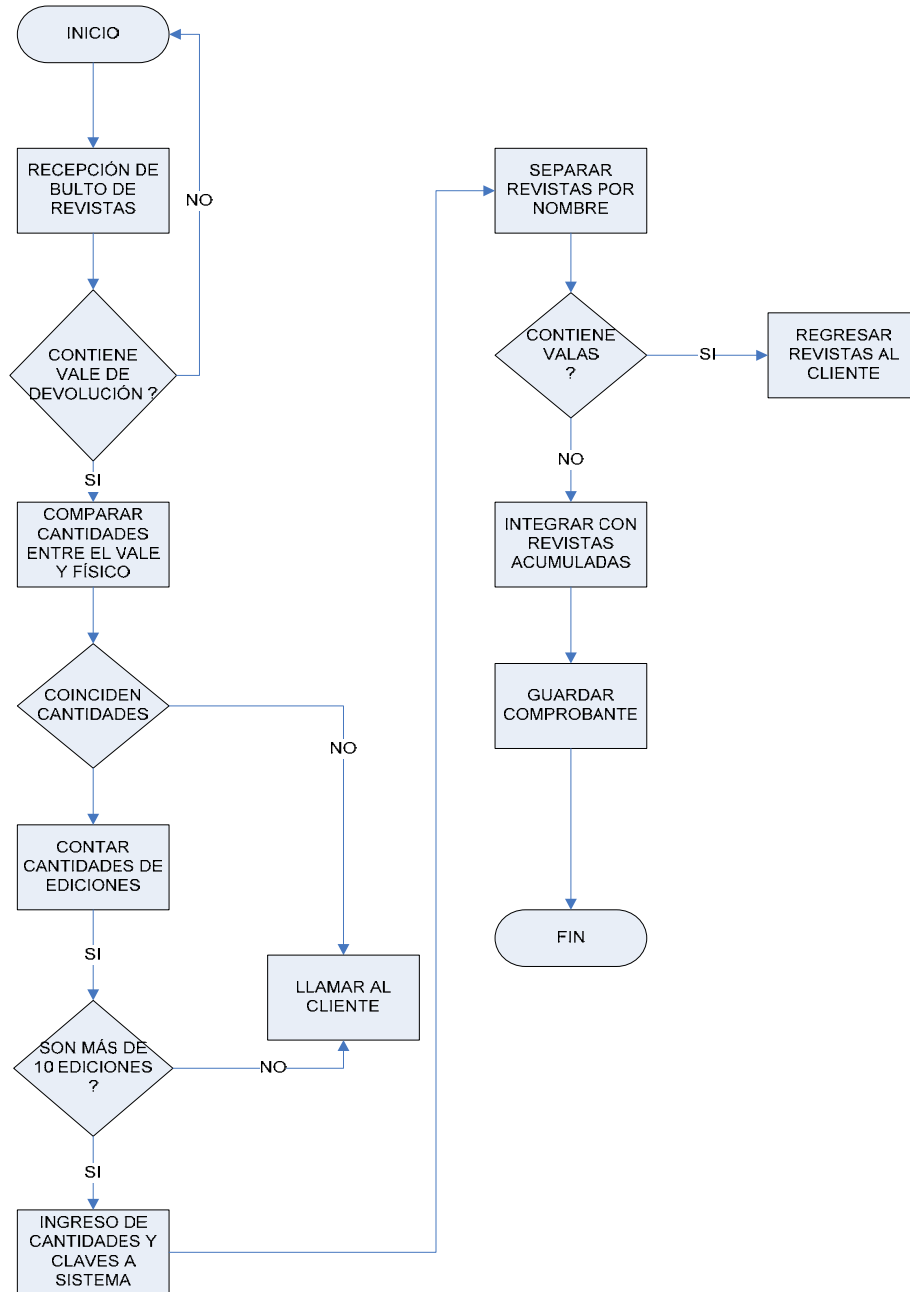 INICIO
RECEPCIÓN DE
BULTO DE
REVISTAS
NO
CONTIENE
VALE DE
DEVOLUCIÓN ?
SI
COMPARAR
CANTIDADES
ENTRE EL VALE
Y FÍSICO
COINCIDEN
CANTIDADES
NO
CONTAR
CANTIDADES DE
EDICIONES
SI
LLAMAR AL
CLIENTE
SON MÁS DE
10 EDICIONES
?
NO
SI
INGRESO DE
CANTIDADES Y
CLAVES A
SISTEMA
SEPARAR
REVISTAS POR
NOMBRE
CONTIENE
VALAS
?
SI
REGRESAR
REVISTAS AL
CLIENTE
NO
INTEGRAR CON
REVISTAS
ACUMULADAS
GUARDAR
COMPROBANTE
FIN